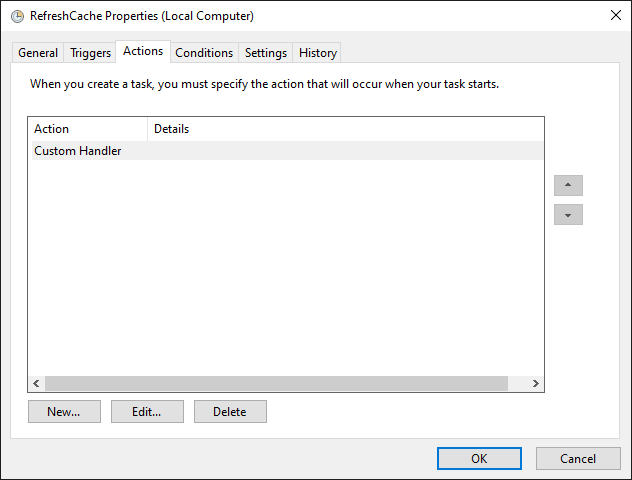 RefreshCache Properties (Local Computer)
General Triggers Actions Conditions Settings History
When you create a task, you must specify the action that will occur when your task starts.
Action Details
Custom Handler
New... Edit... Delete
OK Cancel